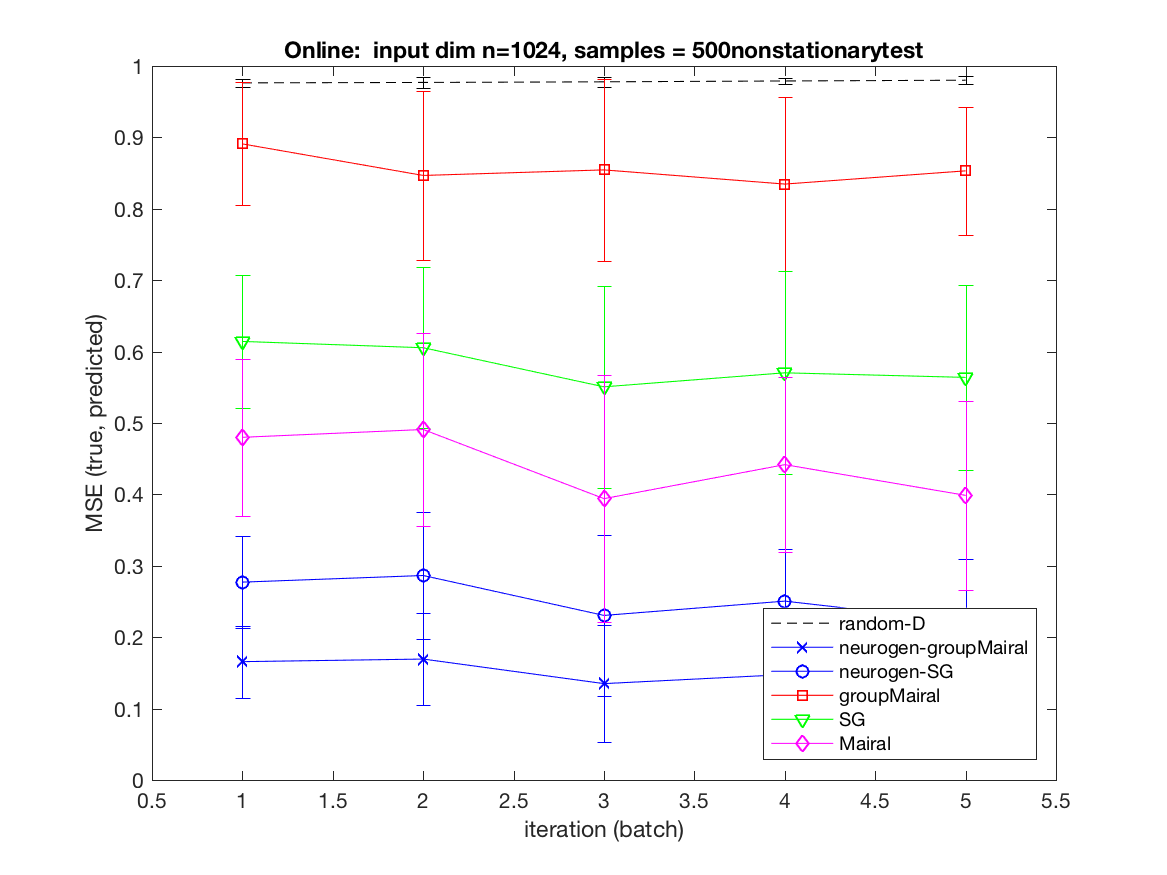 Online:  input dim n=1024, samples = 500nonstationarytest
MSE (true, predicted)
1
0.9
0.8
0.7
0.6
0.5
0.4
0.3
0.2
0.1
0
random-D
neurogen-groupMairal
neurogen-SG
groupMairal
SG
Mairal
0.5 1 1.5 2 2.5 3 3.5 4 4.5 5 5.5
iteration (batch)